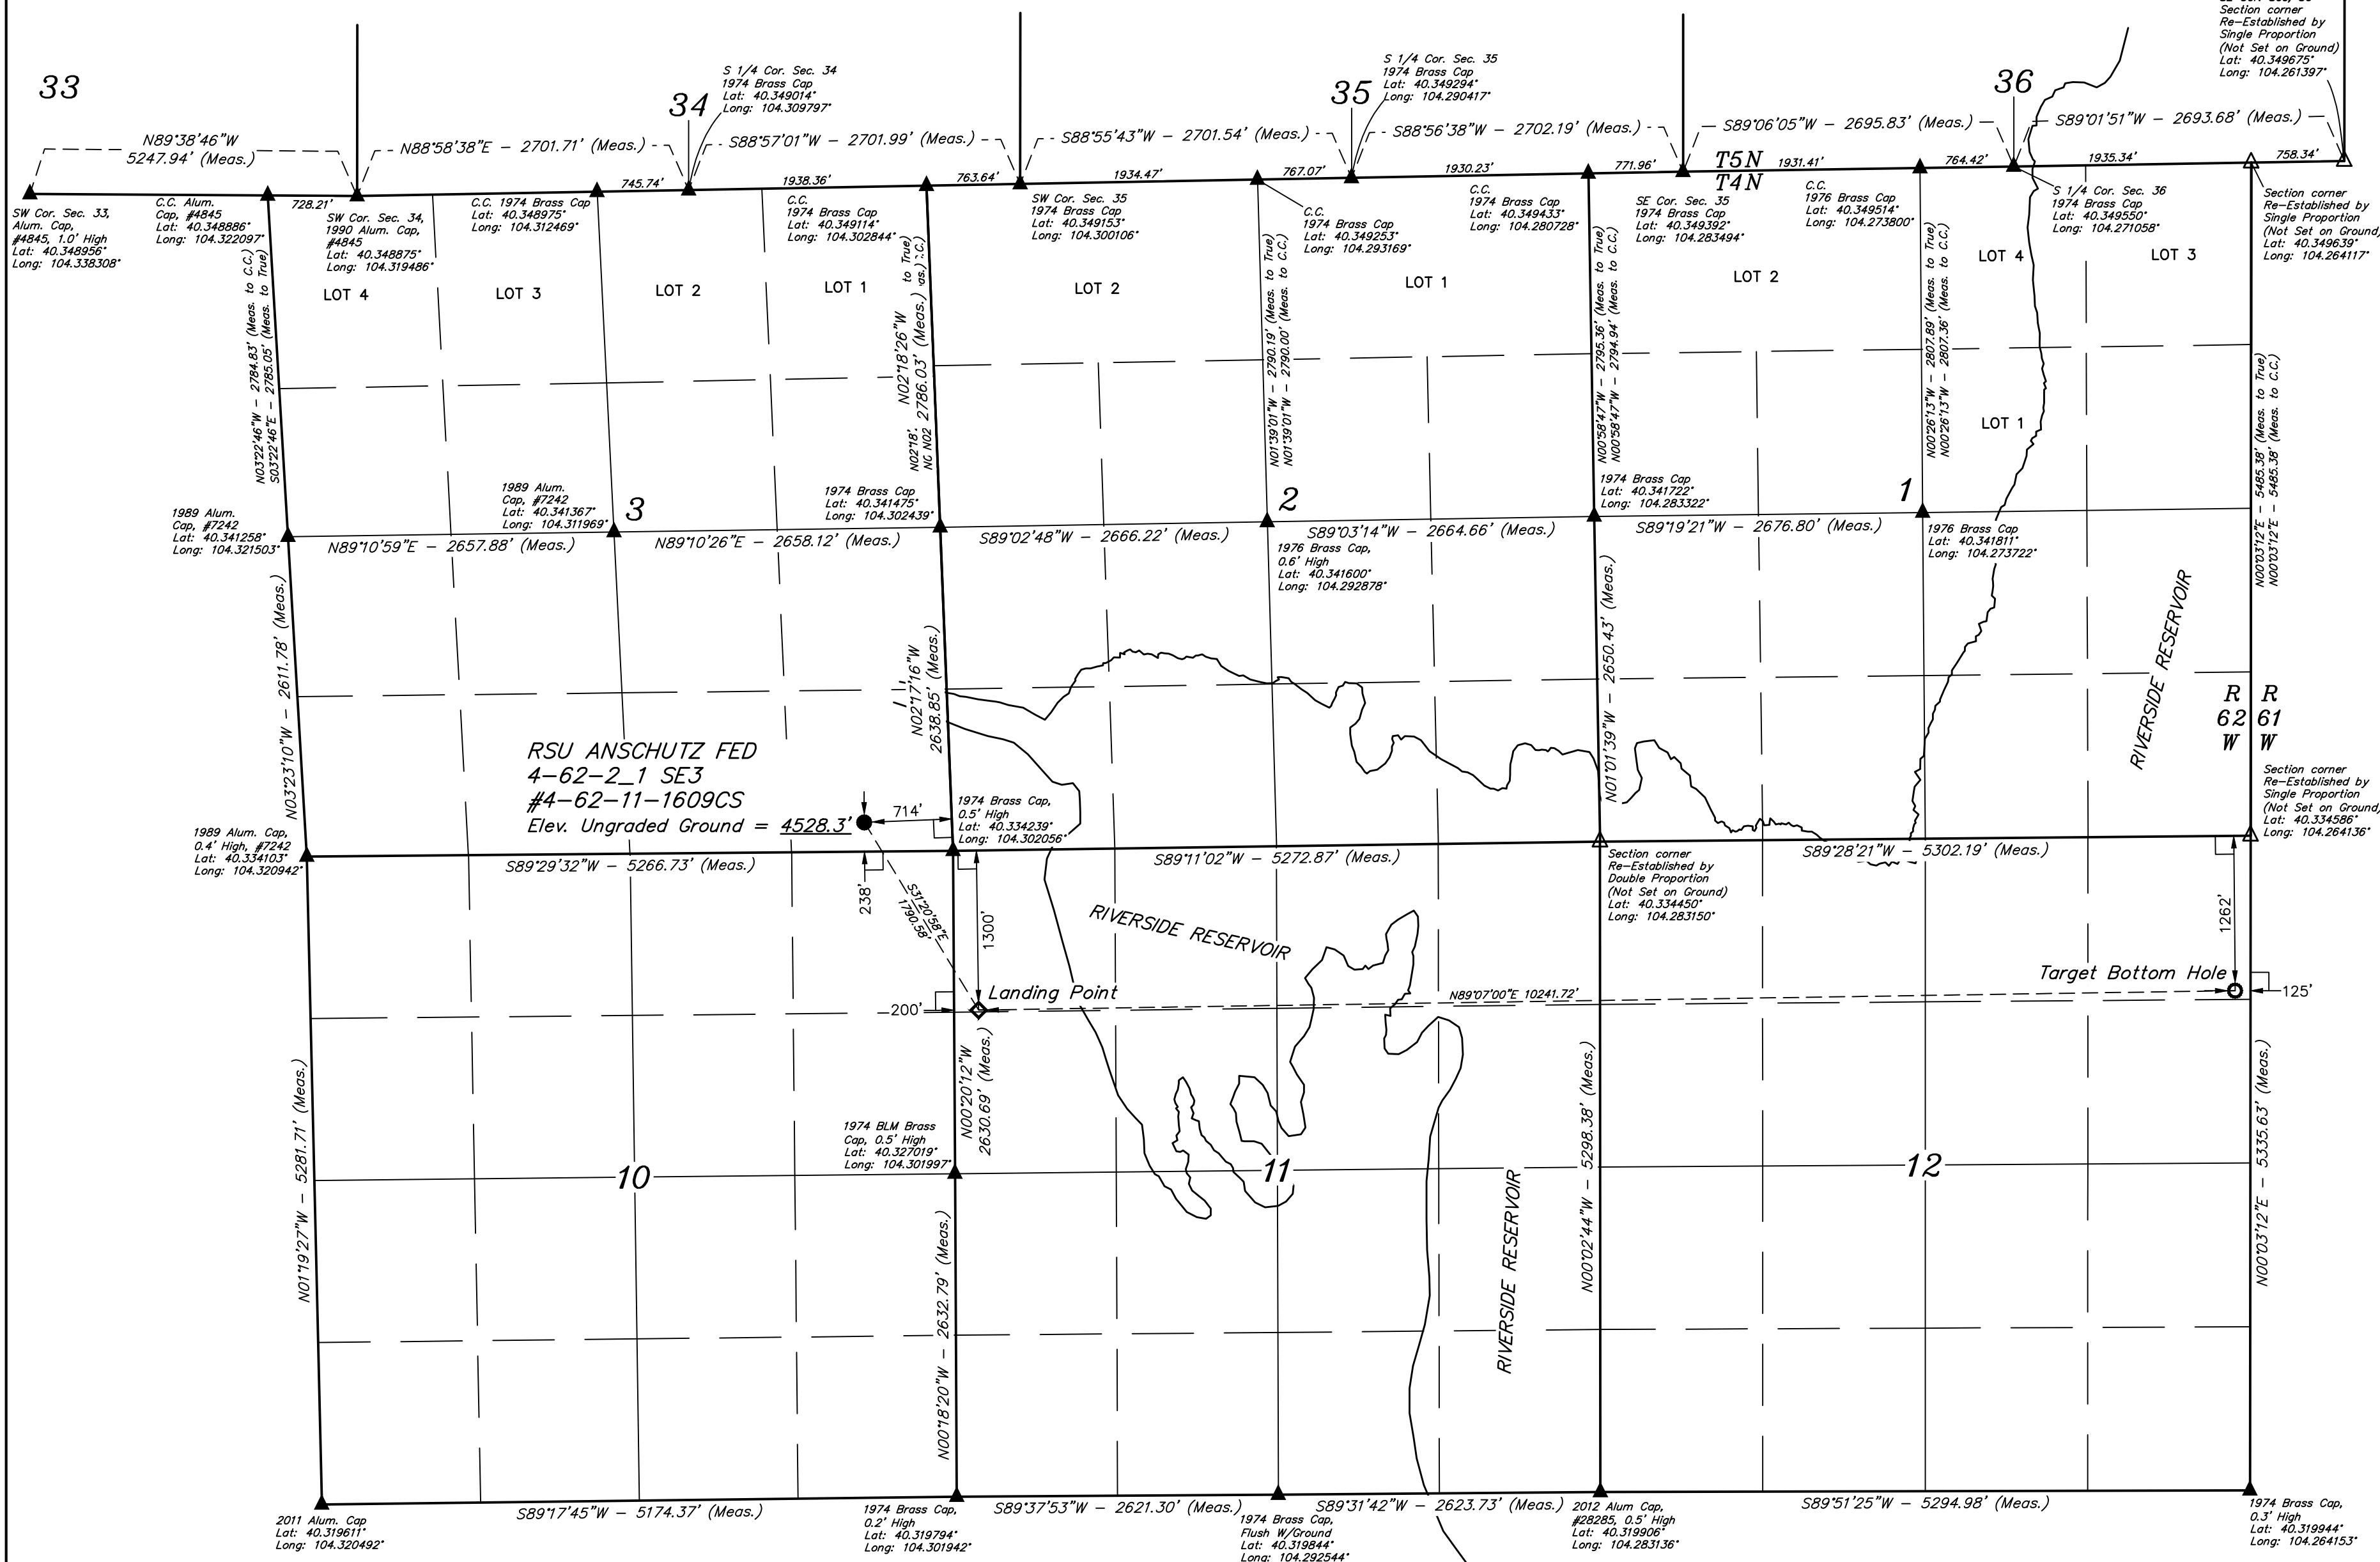 Section corner
Re-Established by
Single Proportion
(Not Set on Ground)
Lat: 40.349675°
Long: 104.261397°
33
34
35
36
S 1/4 Cor. Sec. 34
1974 Brass Cap
Lat: 40.349014°
Long: 104.309797°
S 1/4 Cor. Sec. 35
1974 Brass Cap
Lat: 40.349294°
Long: 104.290417°
N89°38'46"W
5247.94' (Meas.)
N88°58'38"E - 2701.71' (Meas.)
S88°57'01"W - 2701.99' (Meas.)
S88°55'43"W - 2701.54' (Meas.)
S88°56'38"W - 2702.19' (Meas.)
S89°06'05"W - 2695.83' (Meas.)
S89°01'51"W - 2693.68' (Meas.)
728.21'
745.74'
1938.36'
763.64'
1934.47'
767.07'
1930.23'
771.96'
T5N
T4N
1931.41'
764.42'
1935.34'
758.34'
SW Cor. Sec. 33,
Alum. Cap,
#4845, 1.0' High
Lat: 40.348956°
Long: 104.338308°
C.C. Alum.
Cap, #4845
Lat: 40.348886°
Long: 104.322097°
SW Cor. Sec. 34,
1990 Alum. Cap,
#4845
Lat: 40.348875°
Long: 104.319486°
C.C. 1974 Brass Cap
Lat: 40.348975°
Long: 104.312469°
C.C.
1974 Brass Cap
Lat: 40.349114°
Long: 104.302844°
SW Cor. Sec. 35
1974 Brass Cap
Lat: 40.349153°
Long: 104.300106°
C.C.
1974 Brass Cap
Lat: 40.349253°
Long: 104.293169°
C.C.
1974 Brass Cap
Lat: 40.349433°
Long: 104.280728°
SE Cor. Sec. 35
1974 Brass Cap
Lat: 40.349392°
Long: 104.283494°
C.C.
1976 Brass Cap
Lat: 40.349514°
Long: 104.273800°
S 1/4 Cor. Sec. 36
1974 Brass Cap
Lat: 40.349550°
Long: 104.271058°
Section corner
Re-Established by
Single Proportion
(Not Set on Ground)
Lat: 40.349639°
Long: 104.264117°
LOT 4
LOT 3
LOT 2
LOT 1
LOT 2
LOT 1
LOT 2
LOT 4
LOT 3
LOT 1
N03°22'46"W - 2784.83' (Meas. to C.C.)
S03°22'46"E - 2785.05' (Meas. to True)
N02°18'26"W
2786.03' (Meas.)
to True)
N01°39'01"W - 2790.19' (Meas. to True)
N01°39'01"W - 2790.00' (Meas. to C.C.)
N00°58'47"W - 2795.36' (Meas. to True)
N00°58'47"W - 2794.94' (Meas. to C.C.)
N00°26'13"W - 2807.89' (Meas. to True)
N00°26'13"W - 2807.36' (Meas. to C.C.)
N00°03'12"E - 5485.38' (Meas. to True)
N00°03'12"E - 5485.38' (Meas. to C.C.)
1989 Alum.
Cap, #7242
Lat: 40.341258°
Long: 104.321503°
1989 Alum.
Cap, #7242
Lat: 40.341367°
Long: 104.311969°
3
1974 Brass Cap
Lat: 40.341475°
Long: 104.302439°
2
1974 Brass Cap
Lat: 40.341722°
Long: 104.283322°
1
N89°10'59"E - 2657.88' (Meas.)
N89°10'26"E - 2658.12' (Meas.)
S89°02'48"W - 2666.22' (Meas.)
S89°03'14"W - 2664.66' (Meas.)
S89°19'21"W - 2676.80' (Meas.)
1976 Brass Cap,
0.6' High
Lat: 40.341600°
Long: 104.292878°
1976 Brass Cap
Lat: 40.341811°
Long: 104.273722°
N03°23'10"W - 2611.78' (Meas.)
N02°17'16"W
2638.85' (Meas.)
N01°01'39"W - 2650.43' (Meas.)
RIVERSIDE RESERVOIR
R R
62 61
W W
RSU ANSCHUTZ FED
4-62-2_1 SE3
#4-62-11-1609CS
Elev. Ungraded Ground = 4528.3'
714'
1974 Brass Cap,
0.5' High
Lat: 40.334239°
Long: 104.302056°
1989 Alum. Cap,
0.4' High, #7242
Lat: 40.334103°
Long: 104.320942°
Section corner
Re-Established by
Single Proportion
(Not Set on Ground)
Lat: 40.334586°
Long: 104.264136°
S89°29'32"W - 5266.73' (Meas.)
S89°11'02"W - 5272.87' (Meas.)
S89°28'21"W - 5302.19' (Meas.)
Section corner
Re-Established by
Double Proportion
(Not Set on Ground)
Lat: 40.334450°
Long: 104.283150°
238'
S31°20'58"E
1790.58'
1300'
1262'
RIVERSIDE RESERVOIR
Landing Point
200'
N89°07'00"E 10241.72'
Target Bottom Hole
125'
N01°19'27"W - 5281.71' (Meas.)
N00°20'12"W
2630.69' (Meas.)
N00°02'44"W - 5298.38' (Meas.)
N00°03'12"E - 5335.63' (Meas.)
1974 BLM Brass
Cap, 0.5' High
Lat: 40.327019°
Long: 104.301997°
10
11
12
RIVERSIDE RESERVOIR
N00°18'20"W - 2632.79' (Meas.)
S89°17'45"W - 5174.37' (Meas.)
S89°37'53"W - 2621.30' (Meas.)
S89°31'42"W - 2623.73' (Meas.)
S89°51'25"W - 5294.98' (Meas.)
2011 Alum. Cap
Lat: 40.319611°
Long: 104.320492°
1974 Brass Cap,
0.2' High
Lat: 40.319794°
Long: 104.301942°
1974 Brass Cap,
Flush W/Ground
Lat: 40.319844°
Long: 104.292544°
2012 Alum Cap,
#28285, 0.5' High
Lat: 40.319906°
Long: 104.283136°
1974 Brass Cap,
0.3' High
Lat: 40.319944°
Long: 104.264153°